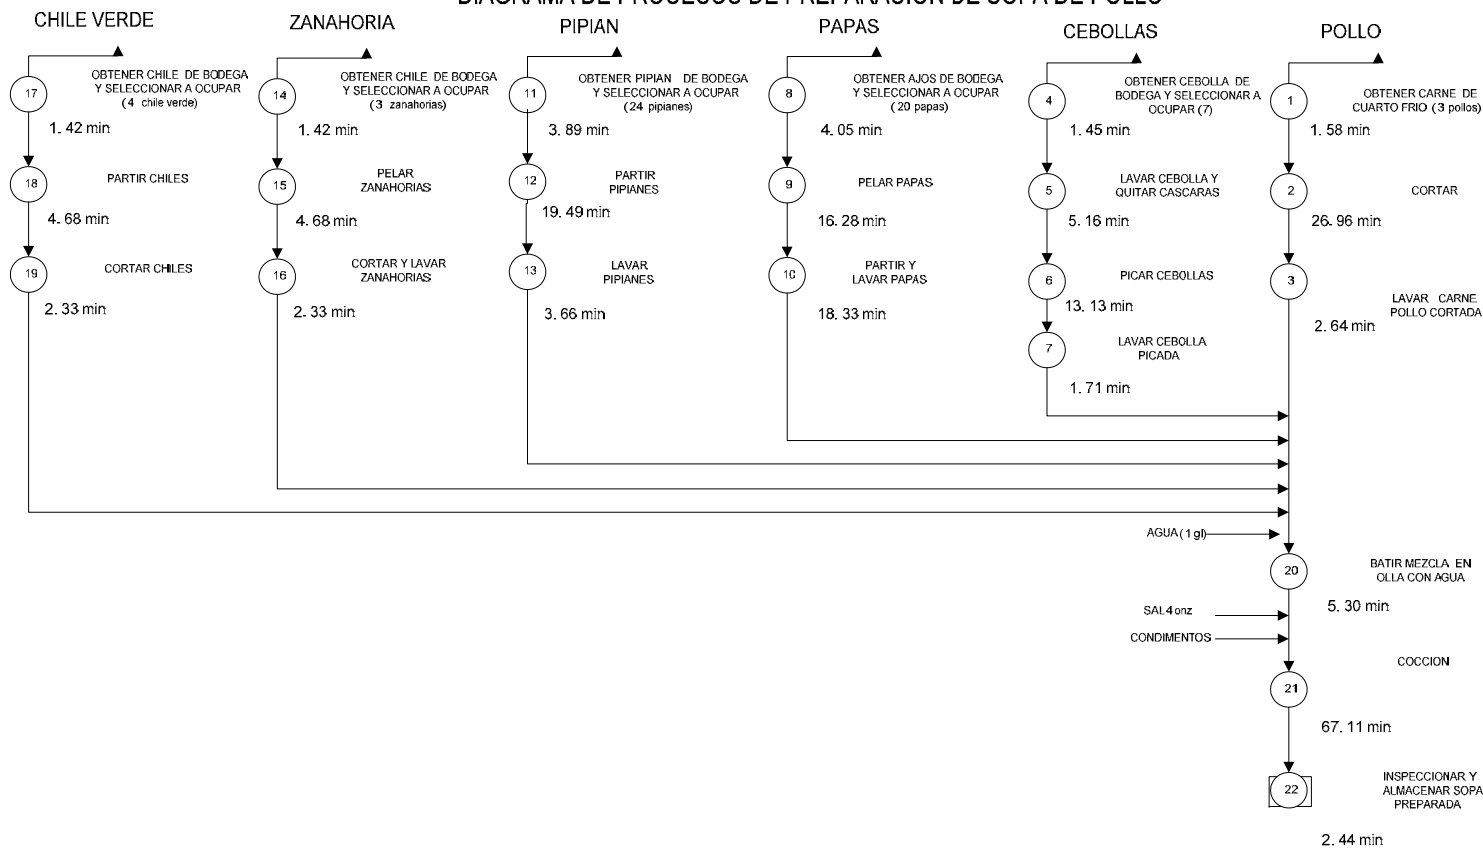 DIAGRAMA DE PROCESOS DE PREPARACION DE SOPA DE POLLO
CHILE VERDE
17
OBTENER CHILE DE BODEGA
Y SELECCIONAR A OCUPAR
(4 chile verde)
1. 42 min
18
PARTIR CHILES
4. 68 min
19
CORTAR CHILES
2. 33 min
ZANAHORIA
14
OBTENER CHILE DE BODEGA
Y SELECCIONAR A OCUPAR
(3 zanahorias)
1. 42 min
15
PELAR
ZANAHORIAS
4. 68 min
16
CORTAR Y LAVAR
ZANAHORIAS
2. 33 min
PIPIAN
11
OBTENER PIPIAN DE BODEGA
Y SELECCIONAR A OCUPAR
(24 pipianes)
3. 89 min
12
PARTIR
PIPIANES
19. 49 min
13
LAVAR
PIPIANES
3. 66 min
PAPAS
8
OBTENER AJOS DE BODEGA
Y SELECCIONAR A OCUPAR
(20 papas)
4. 05 min
9
PELAR PAPAS
16. 28 min
10
PARTIR Y
LAVAR PAPAS
18. 33 min
CEBOLLAS
4
OBTENER CEBOLLA DE
BODEGA Y SELECCIONAR A
OCUPAR (7)
1. 45 min
5
LAVAR CEBOLLA Y
QUITAR CASCARAS
5. 16 min
6
PICAR CEBOLLAS
13. 13 min
7
LAVAR CEBOLLA
PICADA
1. 71 min
POLLO
1
OBTENER CARNE DE
CUARTO FRIO (3 pollos)
1. 58 min
2
CORTAR
26. 96 min
3
LAVAR CARNE
POLLO CORTADA
2. 64 min
AGUA (1 gl)
20
BATIR MEZCLA EN
OLLA CON AGUA
5. 30 min
SAL 4 onz
CONDIMENTOS
COCCION
21
67. 11 min
22
INSPECCIONAR Y
ALMACENAR SOPA
PREPARADA
2. 44 min